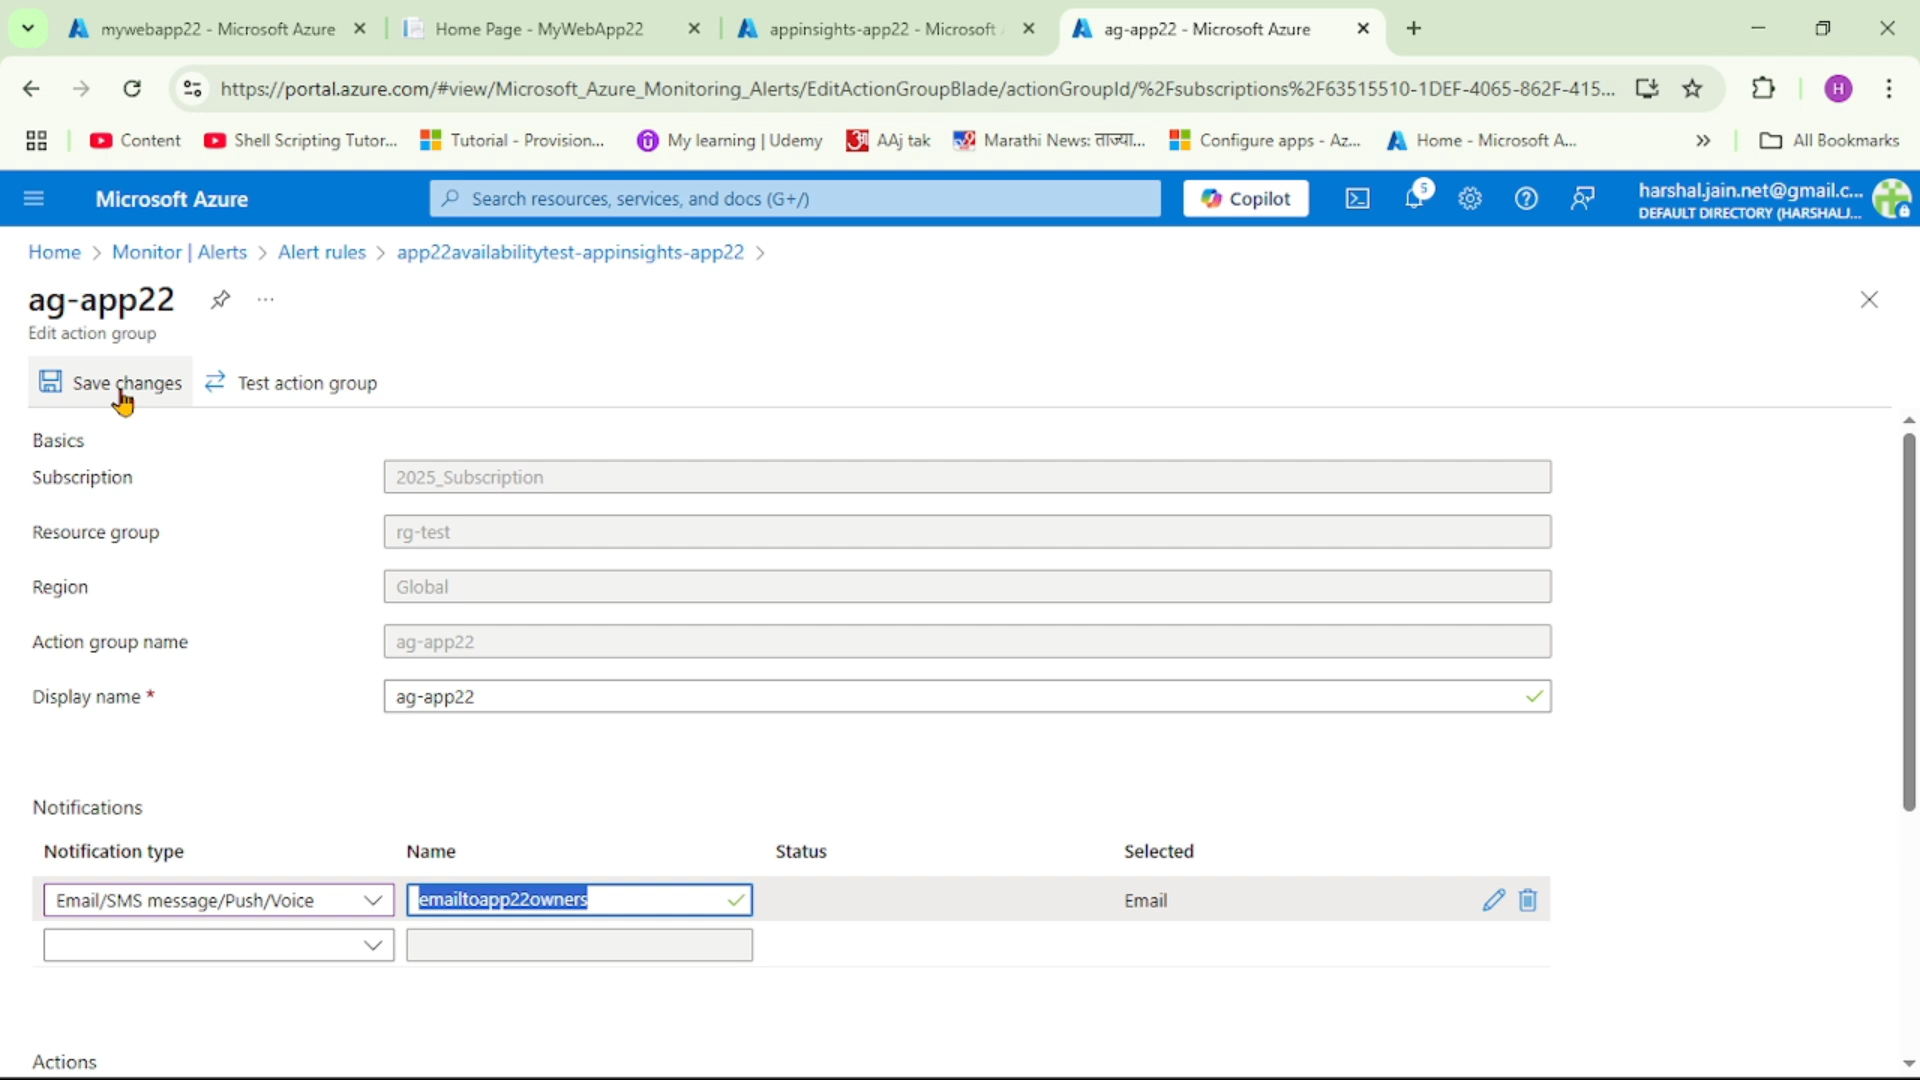 mywebapp22 - Microsoft Azure
Home Page - MyWebApp22
appinsights-app22 - Microsoft
ag-app22 - Microsoft Azure
https://portal.azure.com/#view/Microsoft_Azure_Monitoring_Alerts/EditActionGroupBlade/actionGroupId/%2Fsubscriptions%2F63515510-1DEF-4065-862F-415...
H
Content
Shell Scripting Tutor...
Tutorial - Provision...
My learning | Udemy
AAj tak
Marathi News: ताज्या...
Configure apps - Az...
Home - Microsoft A...
All Bookmarks
Microsoft Azure
Search resources, services, and docs (G+/)
Copilot
5
harshal.jain.net@gmail.c...
DEFAULT DIRECTORY (HARSHALJ...
Home > Monitor | Alerts > Alert rules > app22availabilitytest-appinsights-app22 >
ag-app22
...
Edit action group
Save changes
Test action group
Basics
Subscription
2025_Subscription
Resource group
rg-test
Region
Global
Action group name
ag-app22
Display name *
ag-app22
Notifications
Notification type
Name
Status
Selected
Email/SMS message/Push/Voice
emailtoapp22owners
Email
Actions